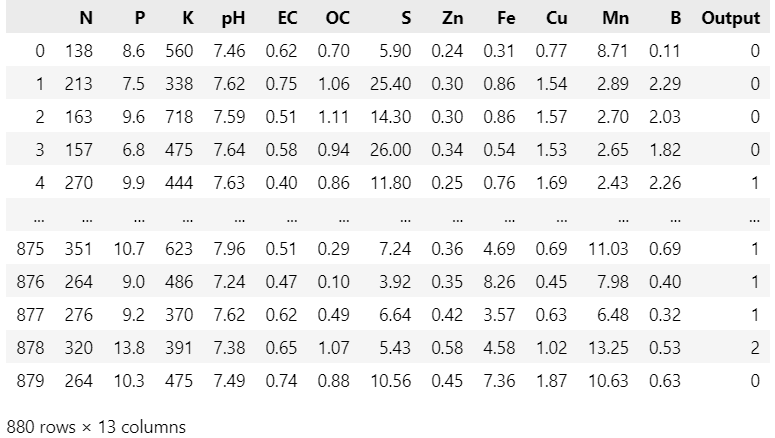 N P K pH EC OC S Zn Fe Cu Mn B Output
0 138 8.6 560 7.46 0.62 0.70 5.90 0.24 0.31 0.77 8.71 0.11 0
1 213 7.5 338 7.62 0.75 1.06 25.40 0.30 0.86 1.54 2.89 2.29 0
2 163 9.6 718 7.59 0.51 1.11 14.30 0.30 0.86 1.57 2.70 2.03 0
3 157 6.8 475 7.64 0.58 0.94 26.00 0.34 0.54 1.53 2.65 1.82 0
4 270 9.9 444 7.63 0.40 0.86 11.80 0.25 0.76 1.69 2.43 2.26 1
... ... ... ... ... ... ... ... ... ... ... ... ... ...
875 351 10.7 623 7.96 0.51 0.29 7.24 0.36 4.69 0.69 11.03 0.69 1
876 264 9.0 486 7.24 0.47 0.10 3.92 0.35 8.26 0.45 7.98 0.40 1
877 276 9.2 370 7.62 0.62 0.49 6.64 0.42 3.57 0.63 6.48 0.32 1
878 320 13.8 391 7.38 0.65 1.07 5.43 0.58 4.58 1.02 13.25 0.53 2
879 264 10.3 475 7.49 0.74 0.88 10.56 0.45 7.36 1.87 10.63 0.63 0
880 rows × 13 columns